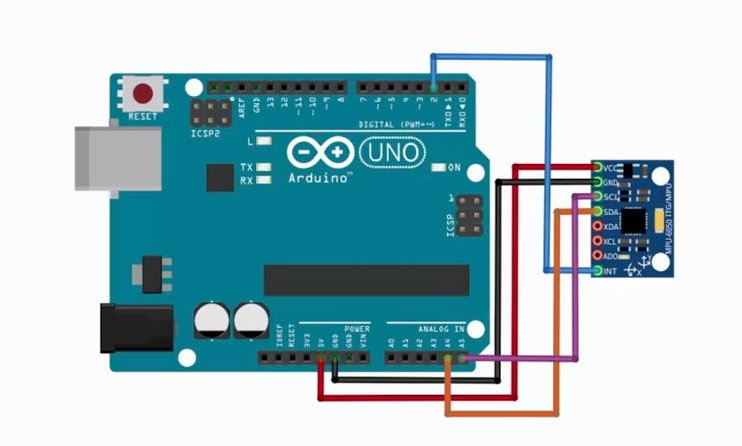 RESET
ICSP2
AREF
GND
13
12
~11
~10
~9
8
7
~6
~5
4
~3
2
TX0▶1
RX0◀0
DIGITAL (PWM=~)
L
TX
RX
UNO
Arduino™
ON
1
ICSP
VCC
GND
SCL
SDA
XDA
XCL
ADO
INT
MPU-6050
ITG/MPU
X
Y
POWER
ANALOG IN
IOREF
RESET
3V3
5V
GND
GND
VIN
A0
A1
A2
A3
A4
A5